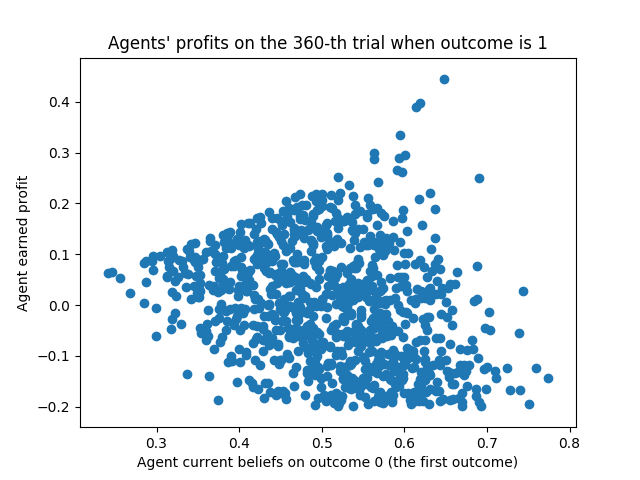 Agents' profits on the 360-th trial when outcome is 1
Agent earned profit
0.4
0.3
0.2
0.1
0.0
−0.1
−0.2
0.3 0.4 0.5 0.6 0.7 0.8
Agent current beliefs on outcome 0 (the first outcome)